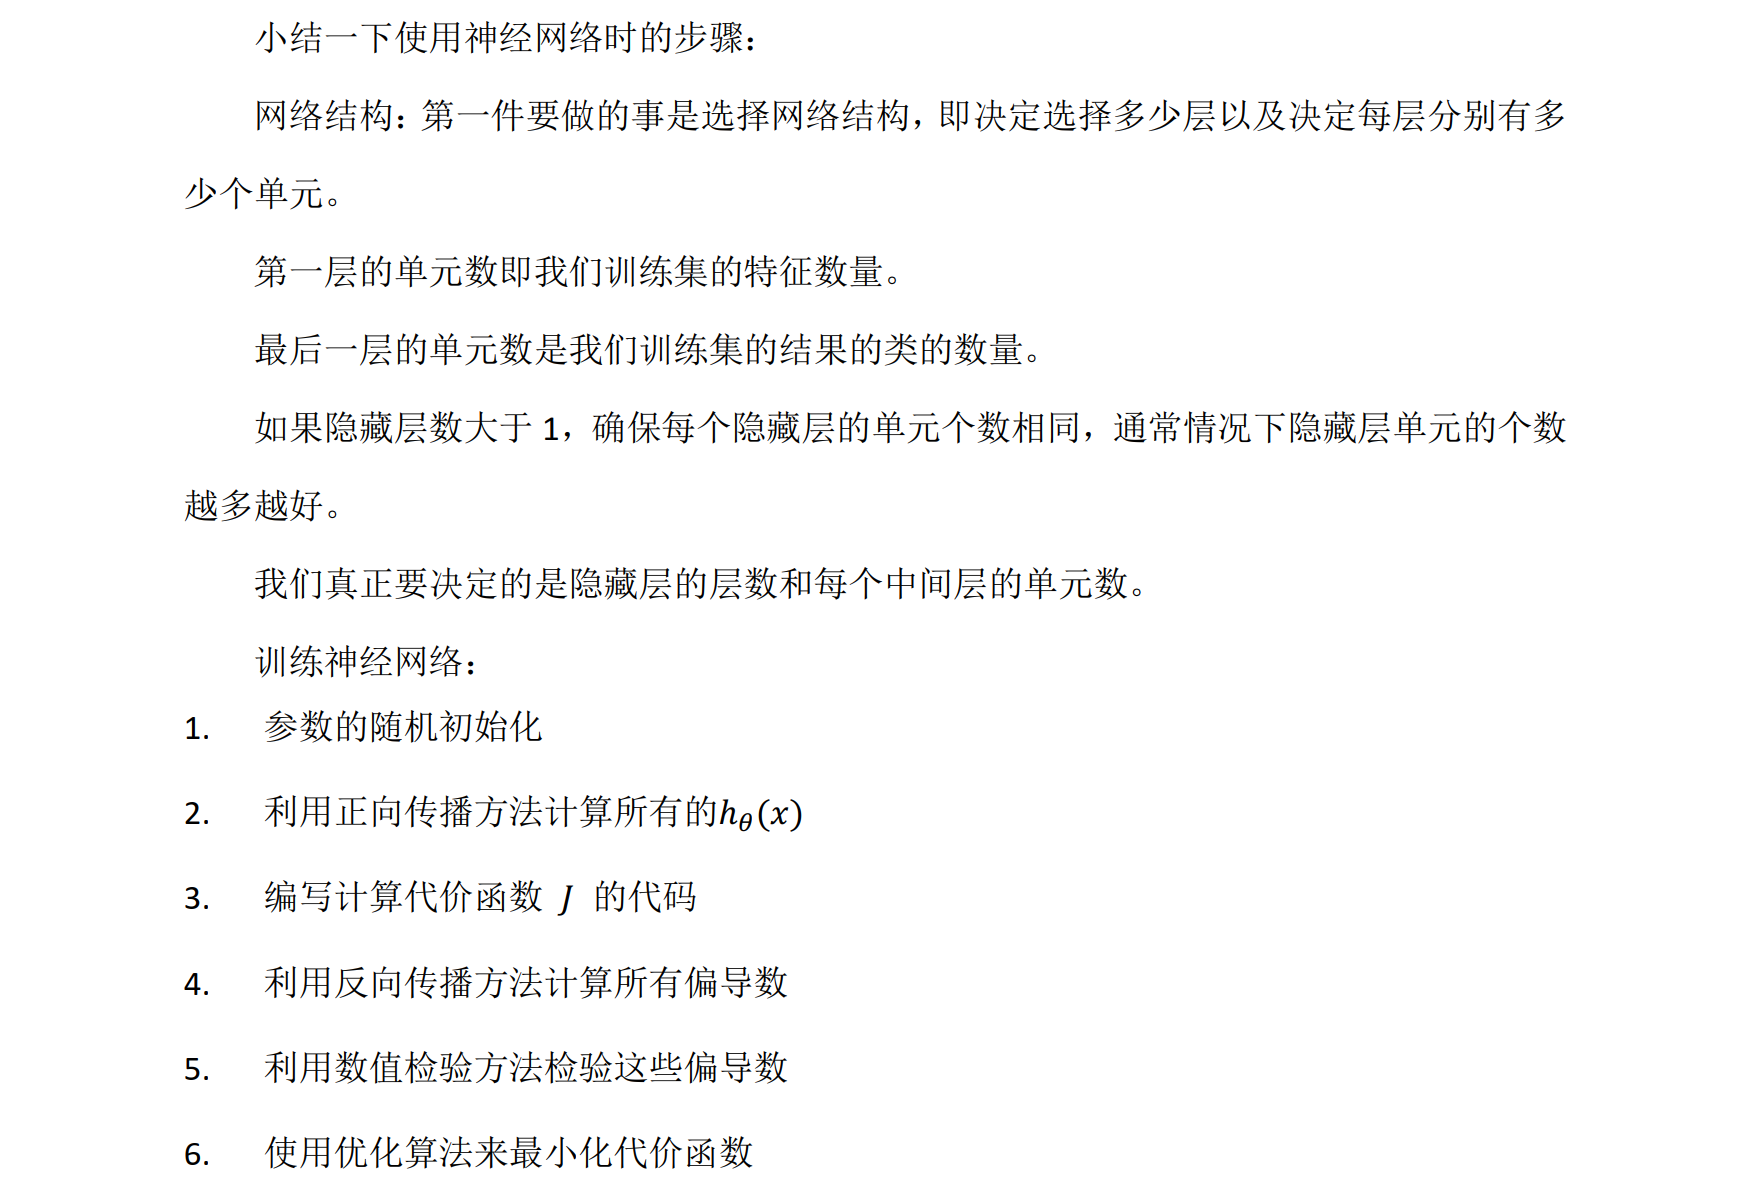 小结一下使用神经网络时的步骤：
网络结构：第一件要做的事是选择网络结构，即决定选择多少层以及决定每层分别有多
少个单元。
第一层的单元数即我们训练集的特征数量。
最后一层的单元数是我们训练集的结果的类的数量。
如果隐藏层数大于 1，确保每个隐藏层的单元个数相同，通常情况下隐藏层单元的个数
越多越好。
我们真正要决定的是隐藏层的层数和每个中间层的单元数。
训练神经网络：
1. 参数的随机初始化
2. 利用正向传播方法计算所有的$h_\theta(x)$
3. 编写计算代价函数 $J$ 的代码
4. 利用反向传播方法计算所有偏导数
5. 利用数值检验方法检验这些偏导数
6. 使用优化算法来最小化代价函数